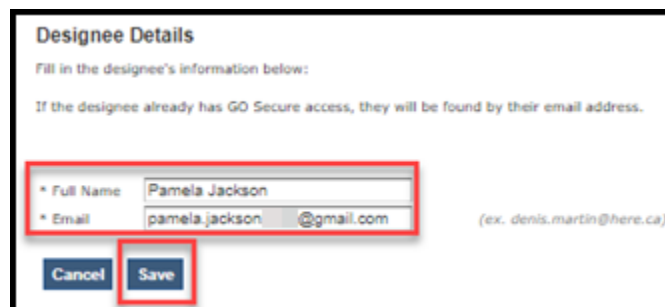 Designee Details
Fill in the designee's information below:
If the designee already has GO Secure access, they will be found by their email address.
* Full Name Pamela Jackson
* Email pamela.jackson @gmail.com (ex. denis.martin@here.ca)
Cancel Save